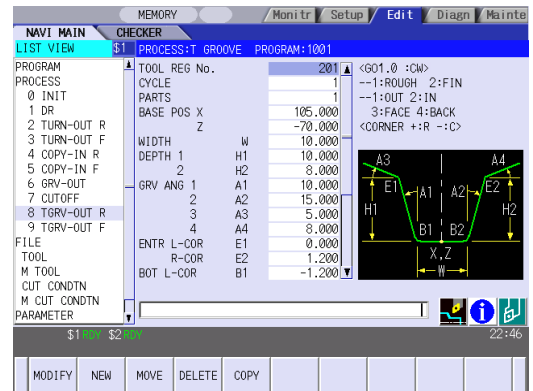 MEMORY Monitr Setup Edit Diagn Mainte
NAVI MAIN CHECKER
LIST VIEW $1 PROCESS:T GROOVE PROGRAM:1001
PROGRAM
PROCESS
0 INIT
1 DR
2 TURN-OUT R
3 TURN-OUT F
4 COPY-IN R
5 COPY-IN F
6 GRV-OUT
7 CUTOFF
8 TGRV-OUT R
9 TGRV-OUT F
FILE
TOOL
M TOOL
CUT CONDTN
M CUT CONDTN
PARAMETER
TOOL REG No. 201
CYCLE 1
PARTS 1
BASE POS X 105.000
Z -70.000
WIDTH W 10.000
DEPTH 1 H1 10.000
2 H2 8.000
GRV ANG 1 A1 10.000
2 A2 15.000
3 A3 5.000
4 A4 8.000
ENTR L-COR E1 0.000
R-COR E2 1.200
BOT L-COR B1 -1.200
<G01.0 :CW>
--1:ROUGH 2:FIN
--1:OUT 2:IN
3:FACE 4:BACK
<CORNER +:R -:C>
A3 A4
E1 A1 A2 E2
H1 H2
B1 B2
X,Z
W
$1 RDY $2 RDY 22:46
MODIFY NEW MOVE DELETE COPY